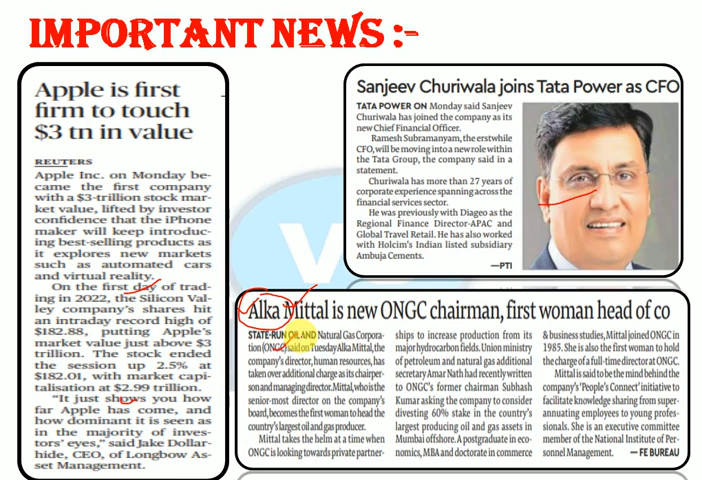 IMPORTANT NEWS :-
Apple is first
firm to touch
$3 tn in value
REUTERS
Apple Inc. on Monday be-
came the first company
with a $3-trillion stock mar-
ket value, lifted by investor
confidence that the iPhone
maker will keep introduc-
ing best-selling products as
it explores new markets
such as automated cars
and virtual reality.
On the first day of trad-
ing in 2022, the Silicon Val-
ley company's shares hit
an intraday record high of
$182.88, putting Apple's
market value just above $3
trillion. The stock ended
the session up 2.5% at
$182.01, with market capi-
talisation at $2.99 trillion.
"It just shows you how
far Apple has come, and
how dominant it is seen as
in the majority of inves-
tors' eyes," said Jake Dollar-
hide, CEO, of Longbow As-
set Management.
Sanjeev Churiwala joins Tata Power as CFO
TATA POWER ON Monday said Sanjeev
Churiwala has joined the company as its
new Chief Financial Officer.
Ramesh Subramanyam, the erstwhile
CFO, will be moving into a new role within
the Tata Group, the company said in a
statement.
Churiwala has more than 27 years of
corporate experience spanning across the
financial services sector.
He was previously with Diageo as the
Regional Finance Director-APAC and
Global Travel Retail. He has also worked
with Holcim's Indian listed subsidiary
Ambuja Cements.
—PTI
Alka Mittal is new ONGC chairman, first woman head of co
STATE-RUN OIL AND Natural Gas Corpora-
tion (ONGC) said on Tuesday Alka Mittal, the
company's director, human resources, has
taken over additional charge as its chairper-
son and managing director. Mittal, who is the
senior-most director on the company's
board, becomes the first woman to head the
country's largest oil and gas producer.
Mittal takes the helm at a time when
ONGC is looking towards private partner-
ships to increase production from its
major hydrocarbon fields. Union ministry
of petroleum and natural gas additional
secretary Amar Nath had recently written
to ONGC's former chairman Subhash
Kumar asking the company to consider
divesting 60% stake in the country's
largest producing oil and gas assets in
Mumbai offshore. A postgraduate in econ-
omics, MBA and doctorate in commerce
& business studies, Mittal joined ONGC in
1985. She is also the first woman to hold
the charge of a full-time director at ONGC.
Mittal is said to be the mind behind the
company's 'People's Connect' initiative to
facilitate knowledge sharing from super-
annuating employees to young profes-
sionals. She is an executive committee
member of the National Institute of Per-
sonnel Management. — FE BUREAU